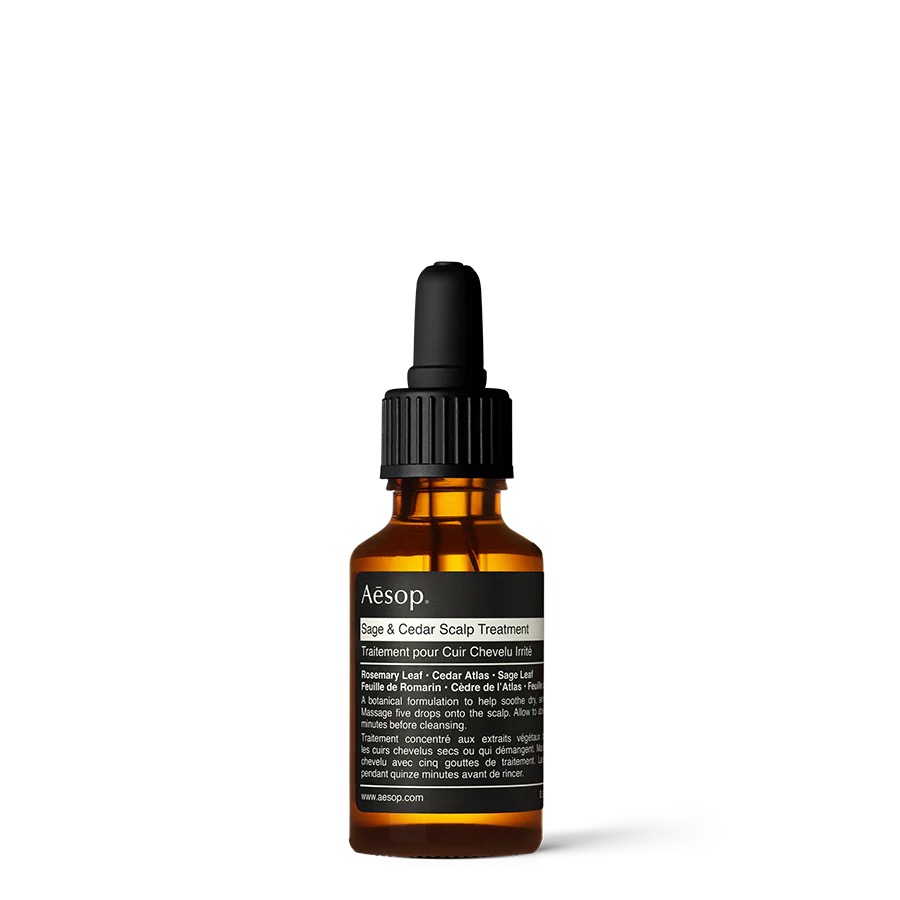 Aēsop®
Sage & Cedar Scalp Treatment
Traitement pour Cuir Chevelu Irrité
Rosemary Leaf · Cedar Atlas · Sage Leaf
Feuille de Romarin · Cèdre de l'Atlas ·
A botanical formulation to help soothe dry,
Massage five drops onto the scalp. Allow to
minutes before cleansing.
Traitement concentré aux extraits végétaux
les cuirs chevelus secs ou qui démangent.
chevelu avec cinq gouttes de traitement.
pendant quinze minutes avant de rincer.
www.aesop.com